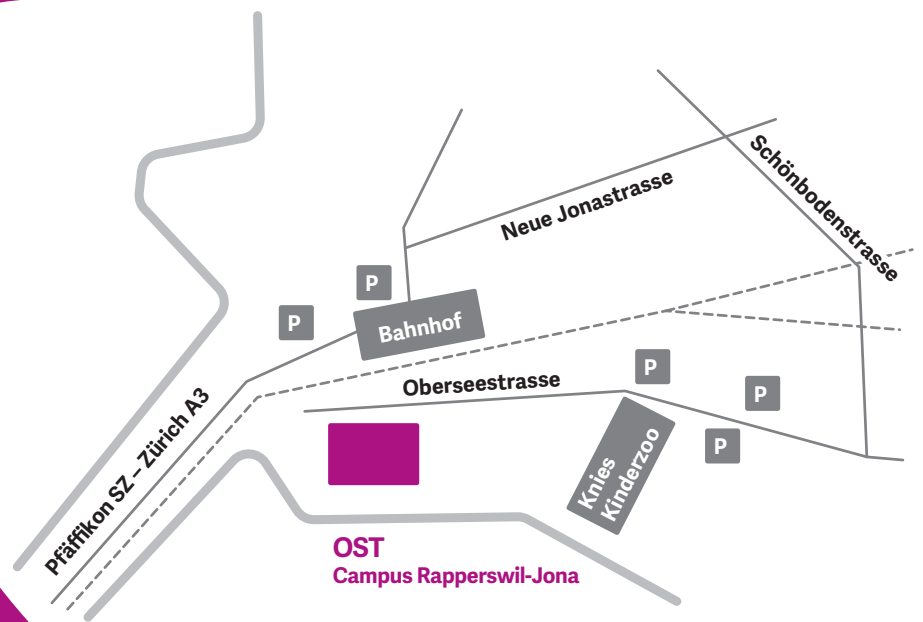 Schönbodenstrasse
Neue Jonastrasse
P
P
Bahnhof
Oberseestrasse
P
P
P
Pfäffikon SZ – Zürich A3
Knies
Kinderzoo
OST
Campus Rapperswil-Jona